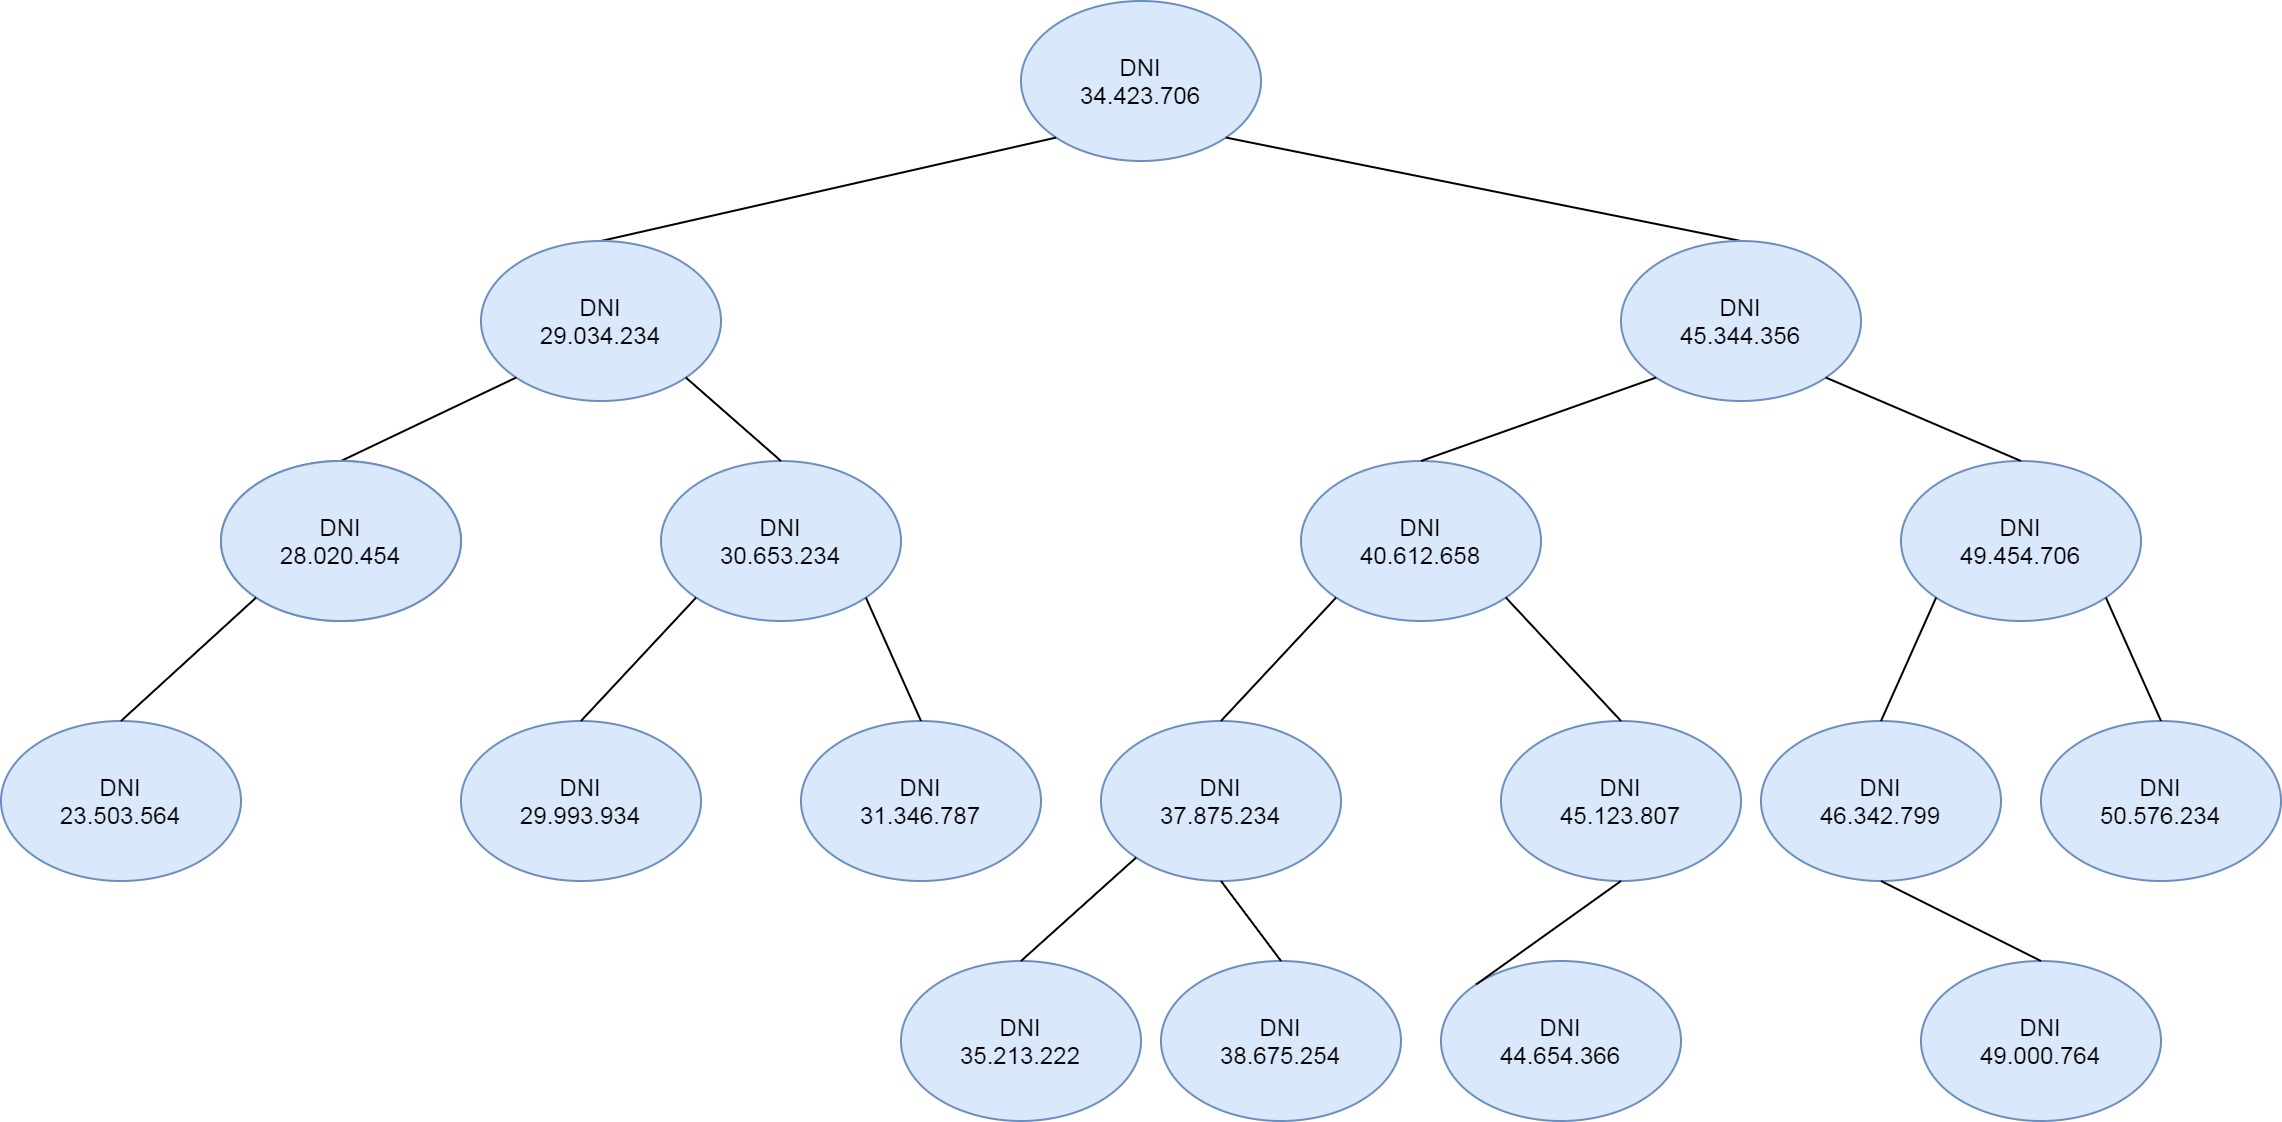 DNI
34.423.706
DNI
29.034.234
DNI
45.344.356
DNI
28.020.454
DNI
30.653.234
DNI
40.612.658
DNI
49.454.706
DNI
23.503.564
DNI
29.993.934
DNI
31.346.787
DNI
37.875.234
DNI
45.123.807
DNI
46.342.799
DNI
50.576.234
DNI
35.213.222
DNI
38.675.254
DNI
44.654.366
DNI
49.000.764